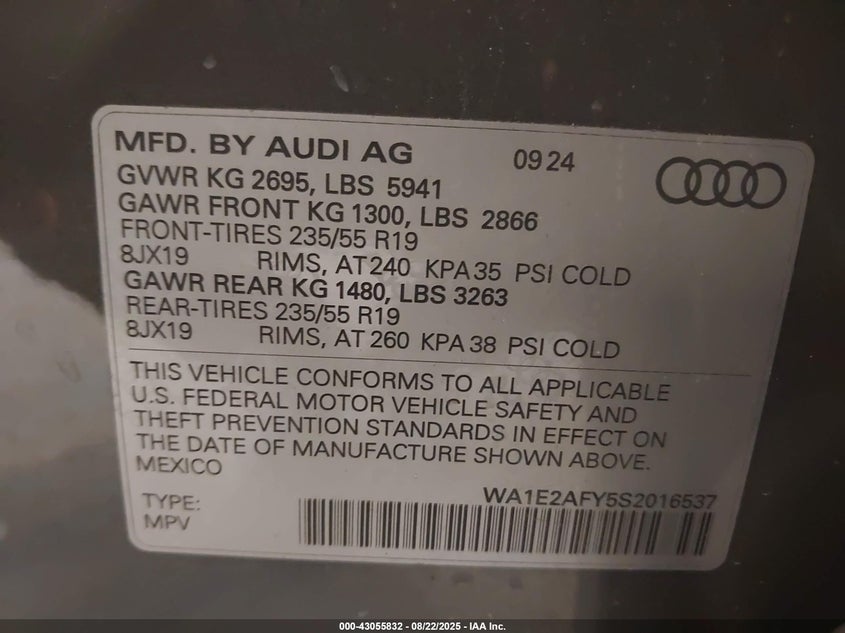 MFD. BY AUDI AG 09 24
GVWR KG 2695, LBS 5941
GAWR FRONT KG 1300, LBS 2866
FRONT-TIRES 235/55 R19
8JX19 RIMS, AT 240 KPA 35 PSI COLD
GAWR REAR KG 1480, LBS 3263
REAR-TIRES 235/55 R19
8JX19 RIMS, AT 260 KPA 38 PSI COLD
THIS VEHICLE CONFORMS TO ALL APPLICABLE
U.S. FEDERAL MOTOR VEHICLE SAFETY AND
THEFT PREVENTION STANDARDS IN EFFECT ON
THE DATE OF MANUFACTURE SHOWN ABOVE.
MEXICO
WA1E2AFY5S2016537
TYPE:
MPV
000-43055832 - 08/22/2025 - IAA Inc.